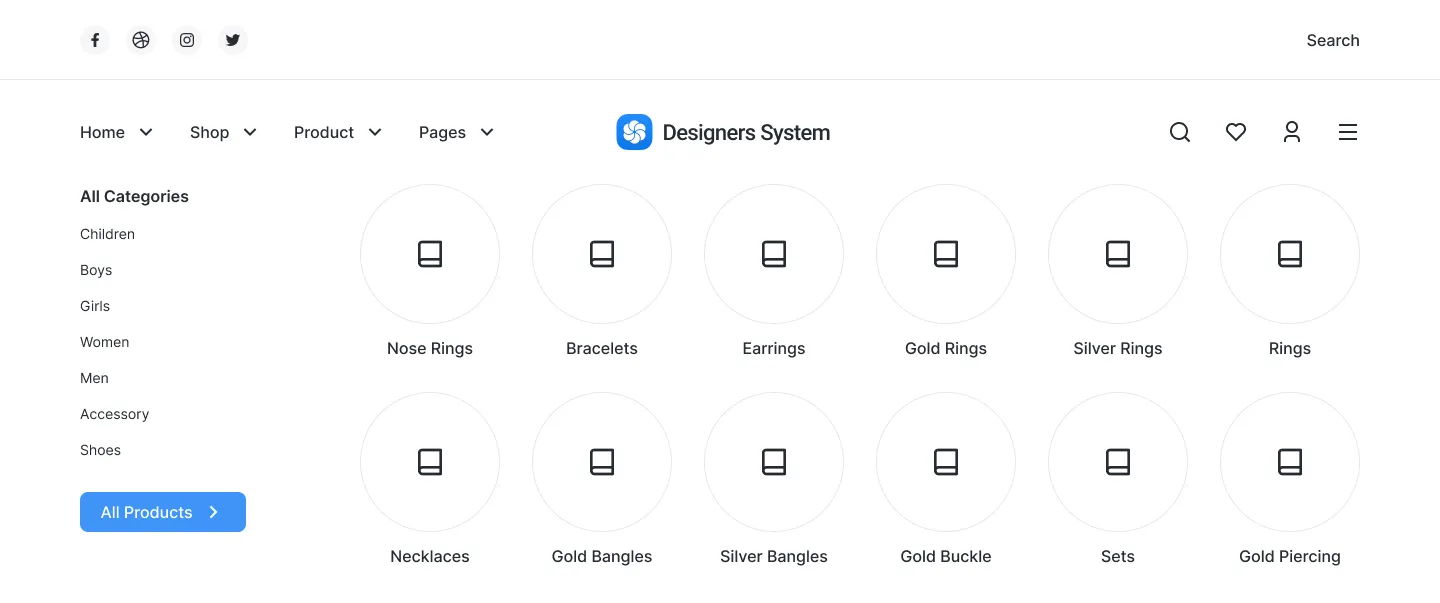 Search
Home
Shop
Product
Pages
Designers System
All Categories
Children
Boys
Girls
Women
Men
Accessory
Shoes
All Products
Nose Rings
Bracelets
Earrings
Gold Rings
Silver Rings
Rings
Necklaces
Gold Bangles
Silver Bangles
Gold Buckle
Sets
Gold Piercing